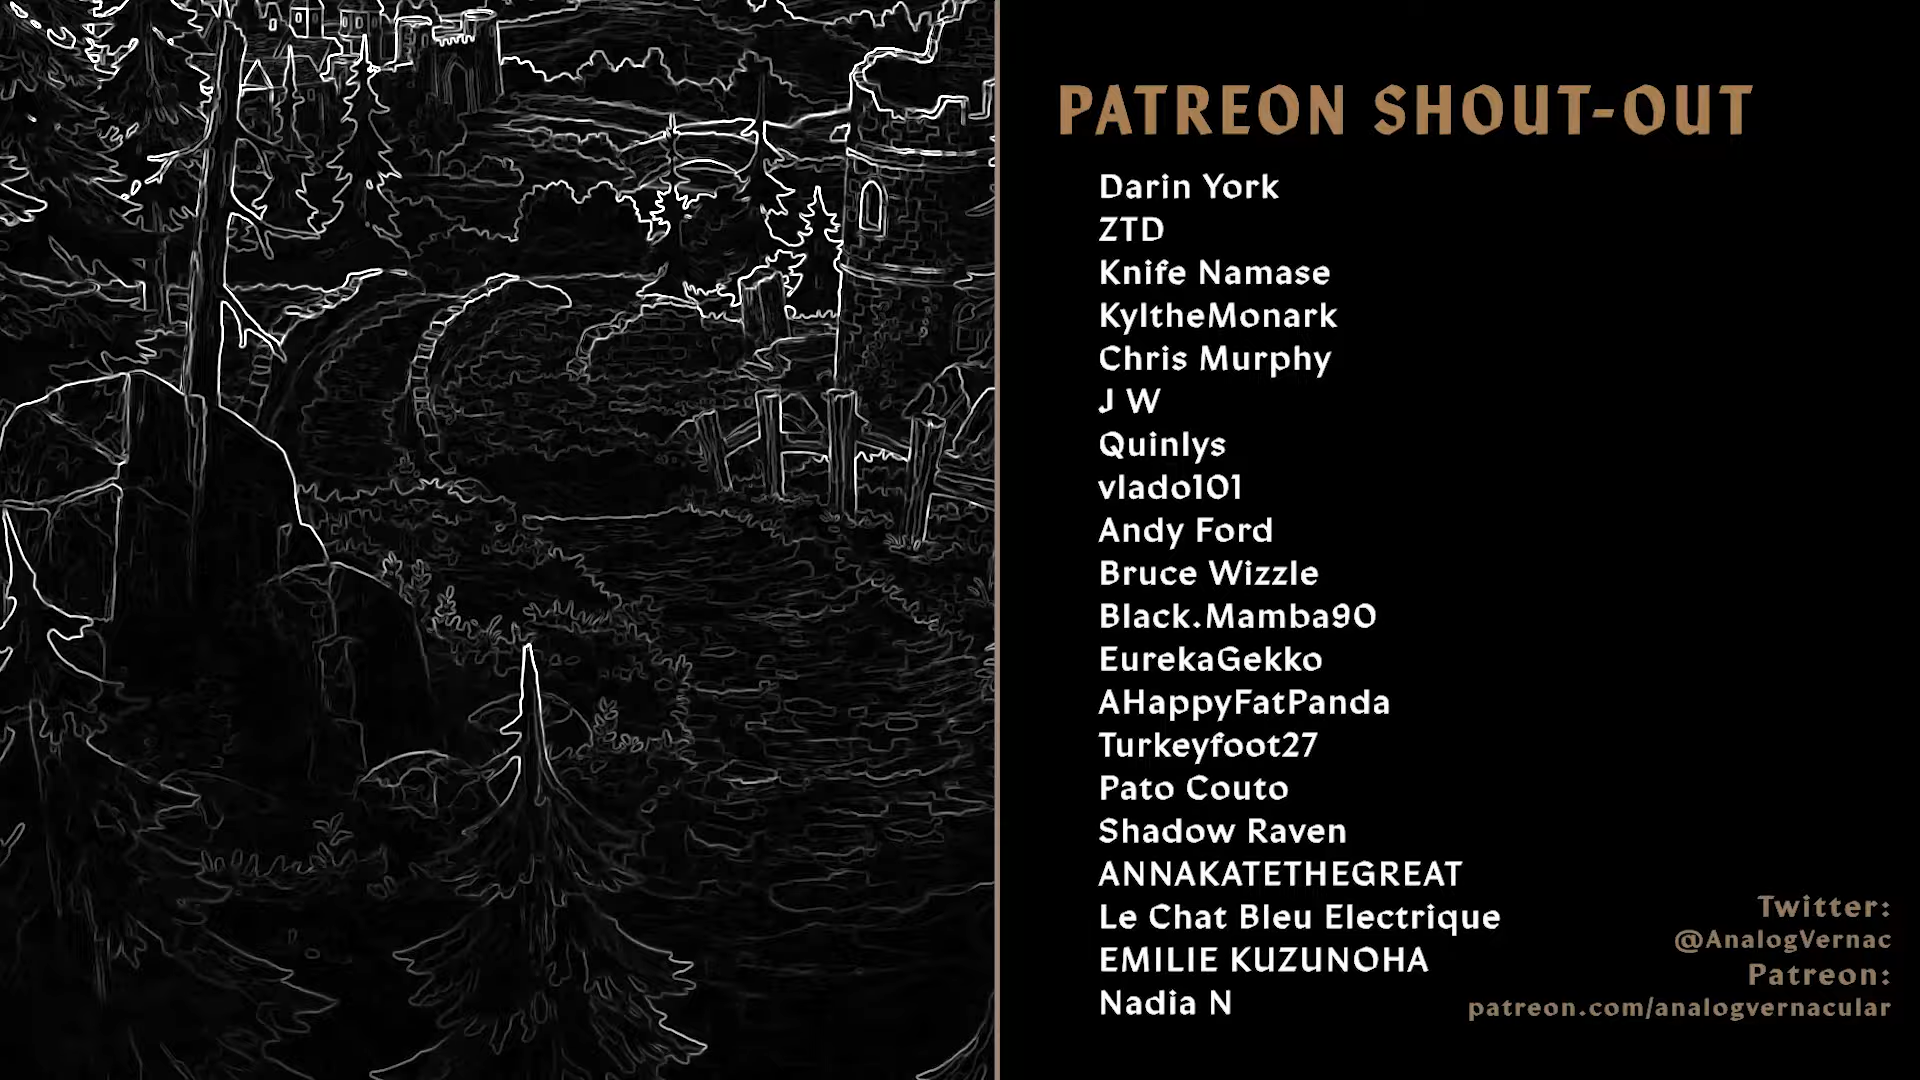 PATREON SHOUT-OUT
Darin York
ZTD
Knife Namase
KyltheMonark
Chris Murphy
J W
Quinlys
vlado101
Andy Ford
Bruce Wizzle
Black.Mamba90
EurekaGekko
AHappyFatPanda
Turkeyfoot27
Pato Couto
Shadow Raven
ANNAKATETHEGREAT
Le Chat Bleu Electrique
EMILIE KUZUNOHA
Nadia N
Twitter:
@AnalogVernac
Patreon:
patreon.com/analogvernacular